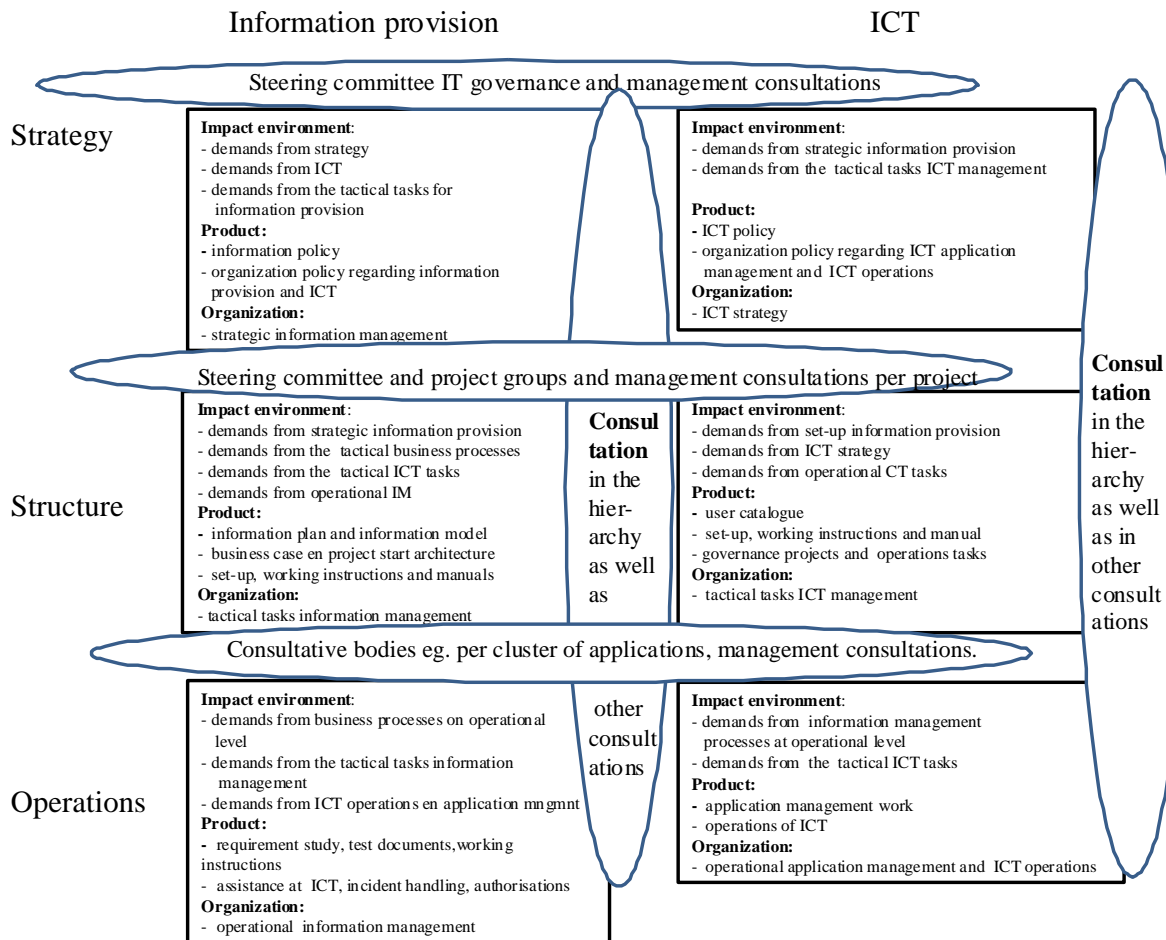 Information provision
ICT
Steering committee IT governance and management consultations
Strategy
Impact environment:
- demands from strategy
- demands from ICT
- demands from the tactical tasks for
information provision
Product:
- information policy
- organization policy regarding information
provision and ICT
Organization:
- strategic information management
Impact environment:
- demands from strategic information provision
- demands from the tactical tasks ICT management
Product:
- ICT policy
- organization policy regarding ICT application
management and ICT operations
Organization:
- ICT strategy
Steering committee and project groups and management consultations per project
Structure
Impact environment:
- demands from strategic information provision
- demands from the tactical business processes
- demands from the tactical ICT tasks
- demands from operational IM
Product:
- information plan and information model
- business case en project start architecture
- set-up, working instructions and manuals
Organization:
- tactical tasks information management
Consul
tation
in the
hier-
archy
as well
as
Impact environment:
- demands from set-up information provision
- demands from ICT strategy
- demands from operational CT tasks
Product:
- user catalogue
- set-up, working instructions and manual
- governance projects and operations tasks
Organization:
- tactical tasks ICT management
Consul
tation
in the
hier-
archy
as well
as in
other
consult
ations
Consultative bodies eg. per cluster of applications, management consultations.
Operations
Impact environment:
- demands from business processes on operational
level
- demands from the tactical tasks information
management
- demands from ICT operations en application mngmnt
Product:
- requirement study, test documents,working
instructions
- assistance at ICT, incident handling, authorisations
Organization:
- operational information management
other
consult
ations
Impact environment:
- demands from information management
processes at operational level
- demands from the tactical ICT tasks
Product:
- application management work
- operations of ICT
Organization:
- operational application management and ICT operations